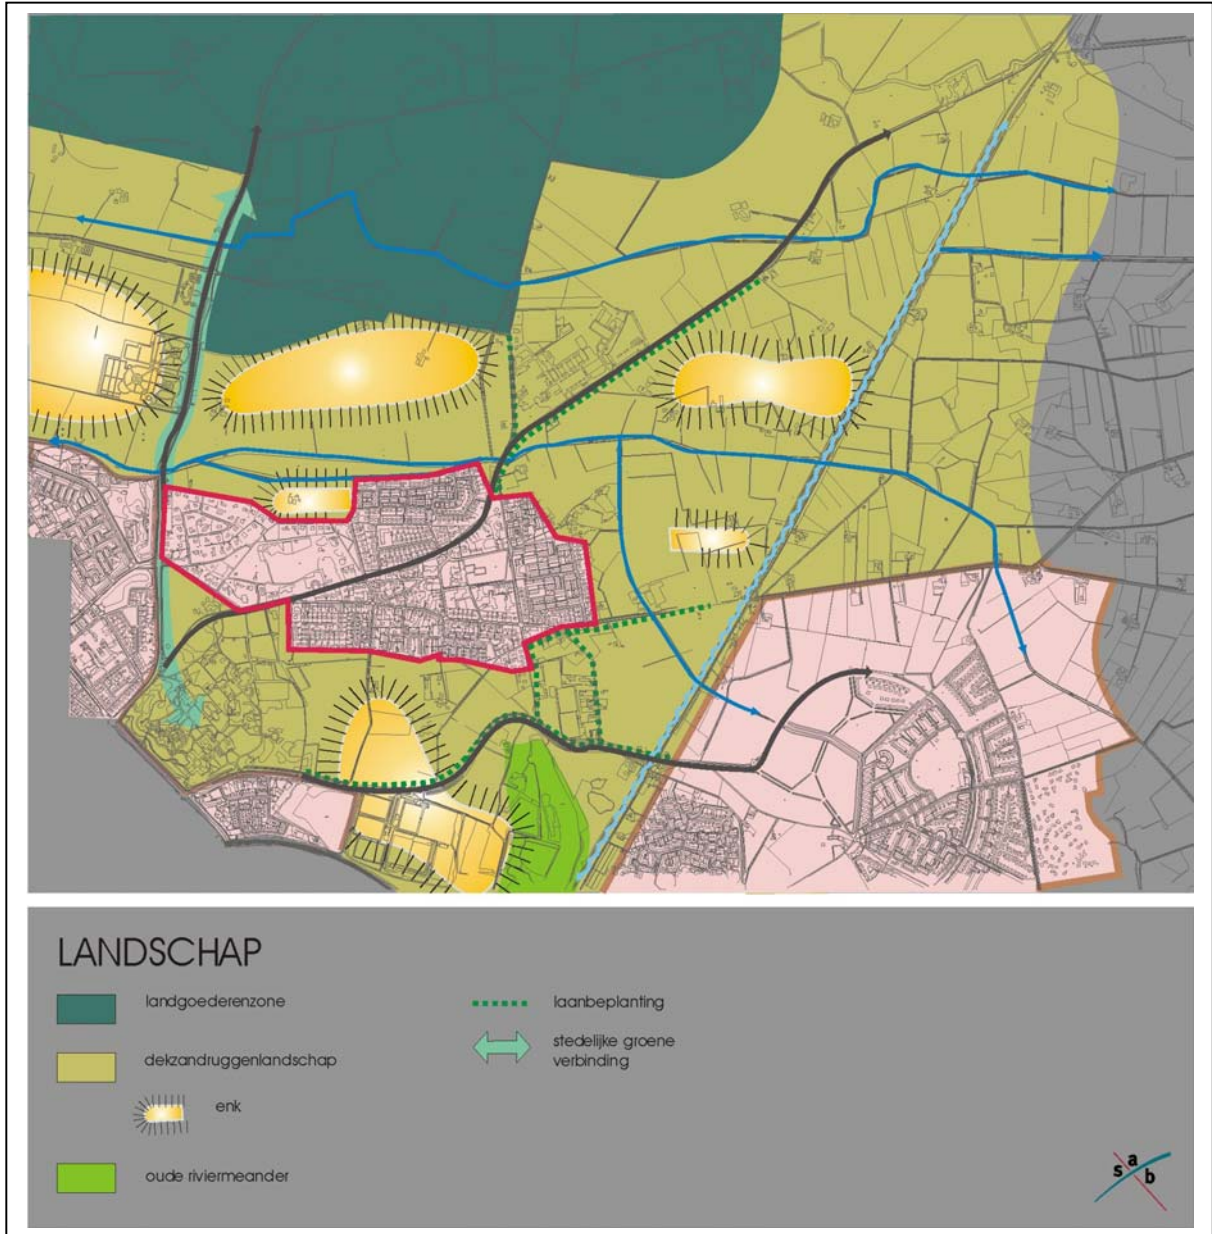 LANDSCHAP
landgoederenzone
dekzandruggenlandschap
enk
oude riviermeander
laanbeplanting
stedelijke groene
verbinding
s a b